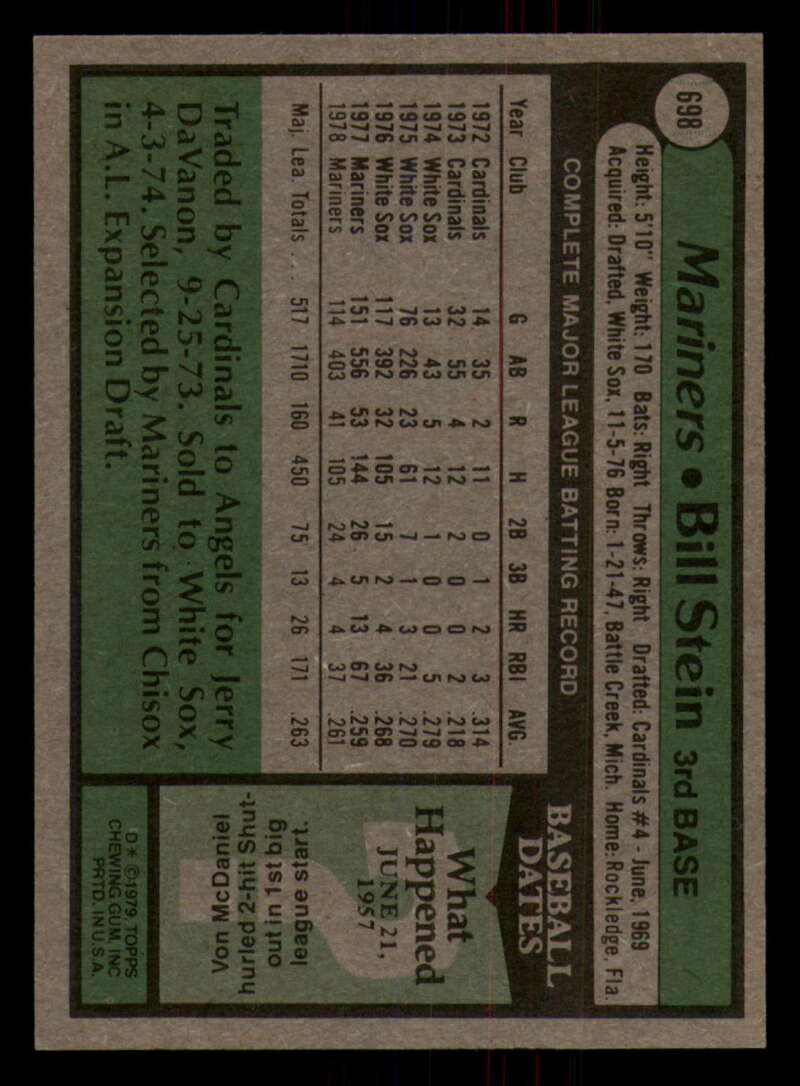 698
Mariners • Bill Stein 3rd BASE
Height: 5'10" Weight: 170 Bats: Right Throws: Right Drafted: Cardinals #4 - June, 1969
Acquired: Drafted, White Sox, 11-5-76 Born: 1-21-47, Battle Creek, Mich. Home: Rockledge, Fla.
COMPLETE MAJOR LEAGUE BATTING RECORD
Year Club G AB R H 2B 3B HR RBI AVG.
1972 Cardinals 14 35 2 11 0 1 2 3 .314
1973 Cardinals 32 55 4 12 2 0 0 2 .218
1974 White Sox 13 43 5 12 1 0 0 5 .279
1975 White Sox 76 226 23 61 7 1 3 21 .270
1976 White Sox 117 392 32 105 15 2 4 36 .268
1977 Mariners 151 556 53 144 26 5 13 67 .259
1978 Mariners 114 403 41 105 24 4 4 37 .261
Maj. Lea. Totals . . . 517 1710 160 450 75 13 26 171 .263
Traded by Cardinals to Angels for Jerry
DaVanon, 9-25-73. Sold to White Sox,
4-3-74. Selected by Mariners from Chisox
in A.L. Expansion Draft.
BASEBALL
DATES
What
Happened
JUNE 21,
1957
?
Von McDaniel
hurled 2-hit Shut-
out in 1st big
league start.
D* ©1979 TOPPS
CHEWING GUM, INC
PRTD. IN U.S.A.